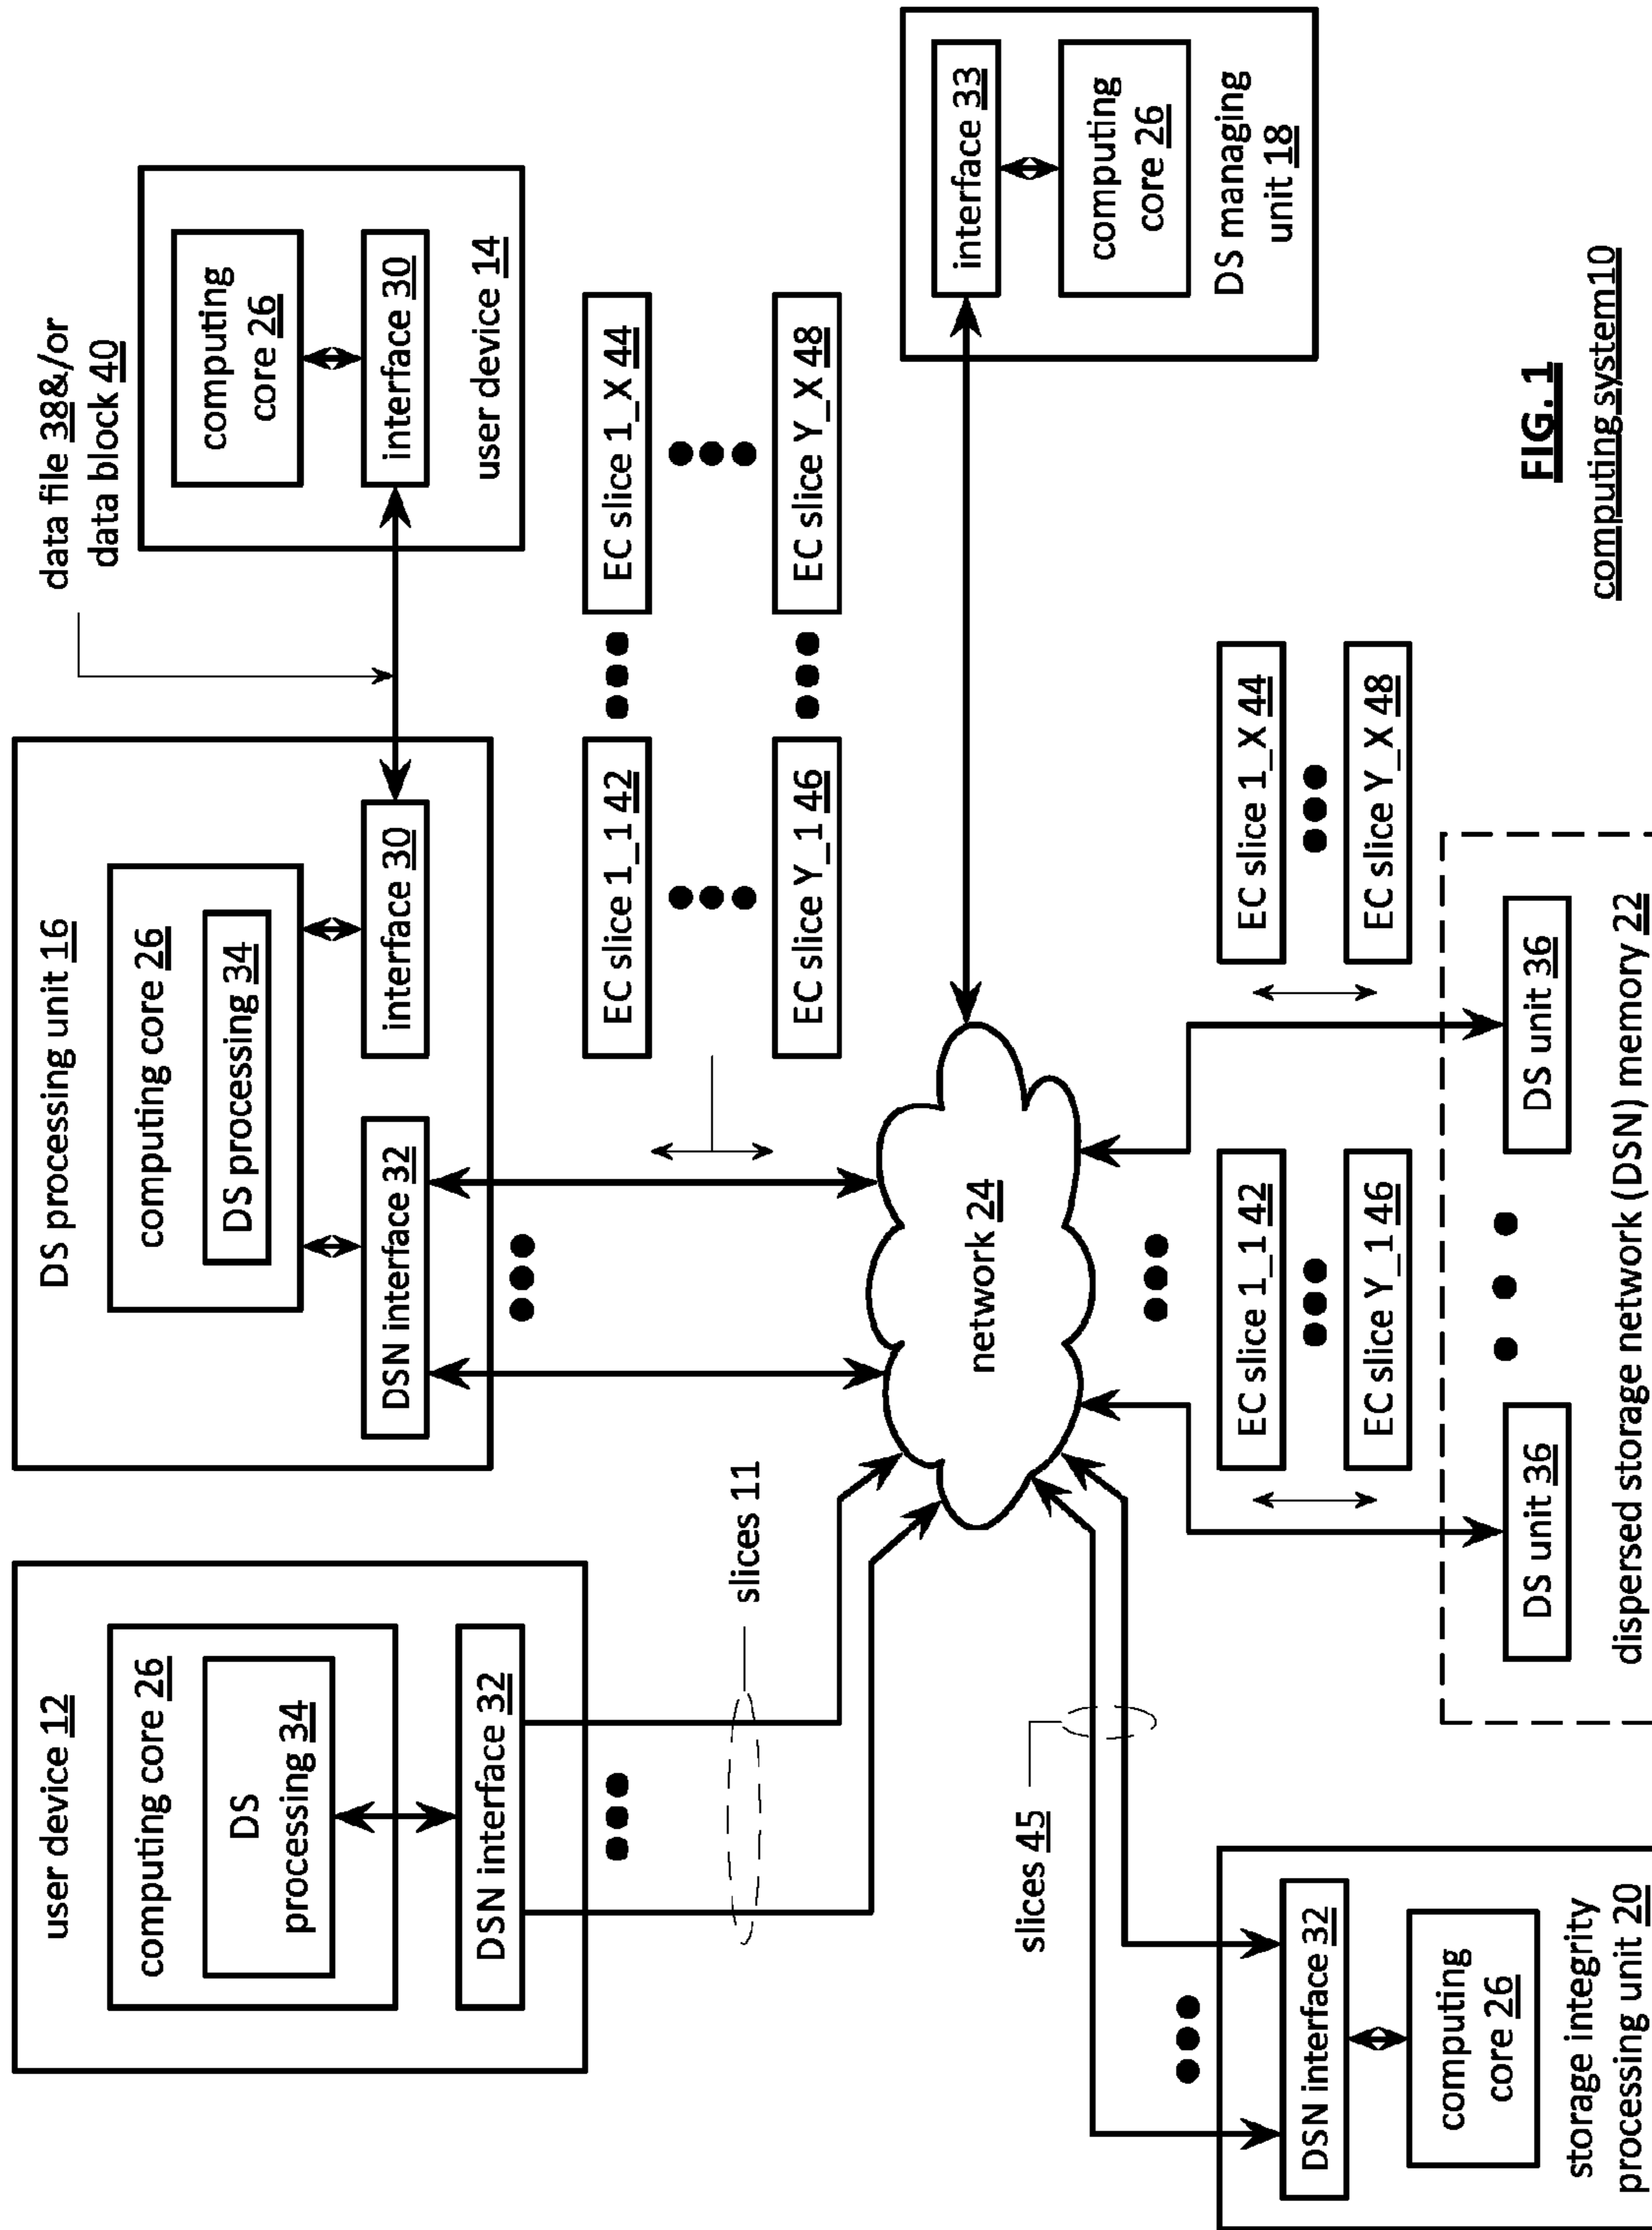 user device 12
computing core 26
DS
processing 34
DSN interface 32
slices 11
DS processing unit 16
computing core 26
DS processing 34
DSN interface 32
interface 30
data file 38&/or
data block 40
computing
core 26
interface 30
user device 14
EC slice 1_1 42
EC slice 1_X 44
EC slice Y_1 46
EC slice Y_X 48
network 24
interface 33
computing
core 26
DS managing
unit 18
slices 45
DSN interface 32
computing
core 26
storage integrity
processing unit 20
EC slice 1_1 42
EC slice Y_1 46
EC slice 1_X 44
EC slice Y_X 48
DS unit 36
DS unit 36
dispersed storage network (DSN) memory 22
FIG. 1
computing system10